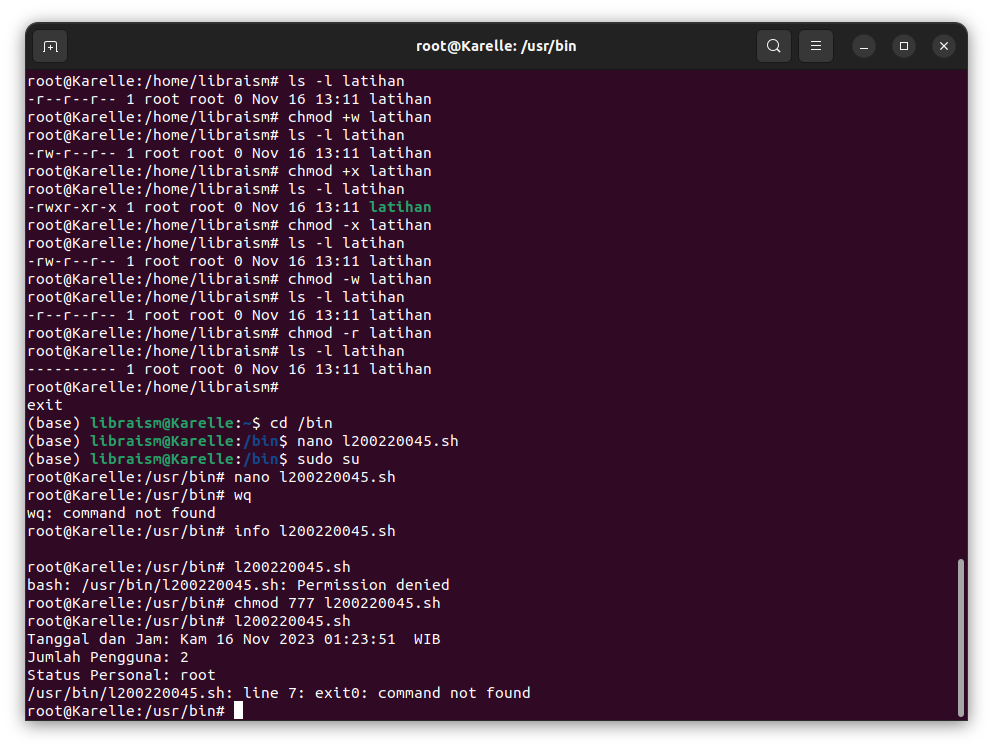 root@Karelle: /usr/bin
root@Karelle:/home/libraism# ls -l latihan
-r--r--r-- 1 root root 0 Nov 16 13:11 latihan
root@Karelle:/home/libraism# chmod +w latihan
root@Karelle:/home/libraism# ls -l latihan
-rw-r--r-- 1 root root 0 Nov 16 13:11 latihan
root@Karelle:/home/libraism# chmod +x latihan
root@Karelle:/home/libraism# ls -l latihan
-rwxr-xr-x 1 root root 0 Nov 16 13:11 latihan
root@Karelle:/home/libraism# chmod -x latihan
root@Karelle:/home/libraism# ls -l latihan
-rw-r--r-- 1 root root 0 Nov 16 13:11 latihan
root@Karelle:/home/libraism# chmod -w latihan
root@Karelle:/home/libraism# ls -l latihan
-r--r--r-- 1 root root 0 Nov 16 13:11 latihan
root@Karelle:/home/libraism# chmod -r latihan
root@Karelle:/home/libraism# ls -l latihan
---------- 1 root root 0 Nov 16 13:11 latihan
root@Karelle:/home/libraism#
exit
(base) libraism@Karelle:~$ cd /bin
(base) libraism@Karelle:/bin$ nano l200220045.sh
(base) libraism@Karelle:/bin$ sudo su
root@Karelle:/usr/bin# nano l200220045.sh
root@Karelle:/usr/bin# wq
wq: command not found
root@Karelle:/usr/bin# info l200220045.sh
root@Karelle:/usr/bin# l200220045.sh
bash: /usr/bin/l200220045.sh: Permission denied
root@Karelle:/usr/bin# chmod 777 l200220045.sh
root@Karelle:/usr/bin# l200220045.sh
Tanggal dan Jam: Kam 16 Nov 2023 01:23:51  WIB
Jumlah Pengguna: 2
Status Personal: root
/usr/bin/l200220045.sh: line 7: exit0: command not found
root@Karelle:/usr/bin#